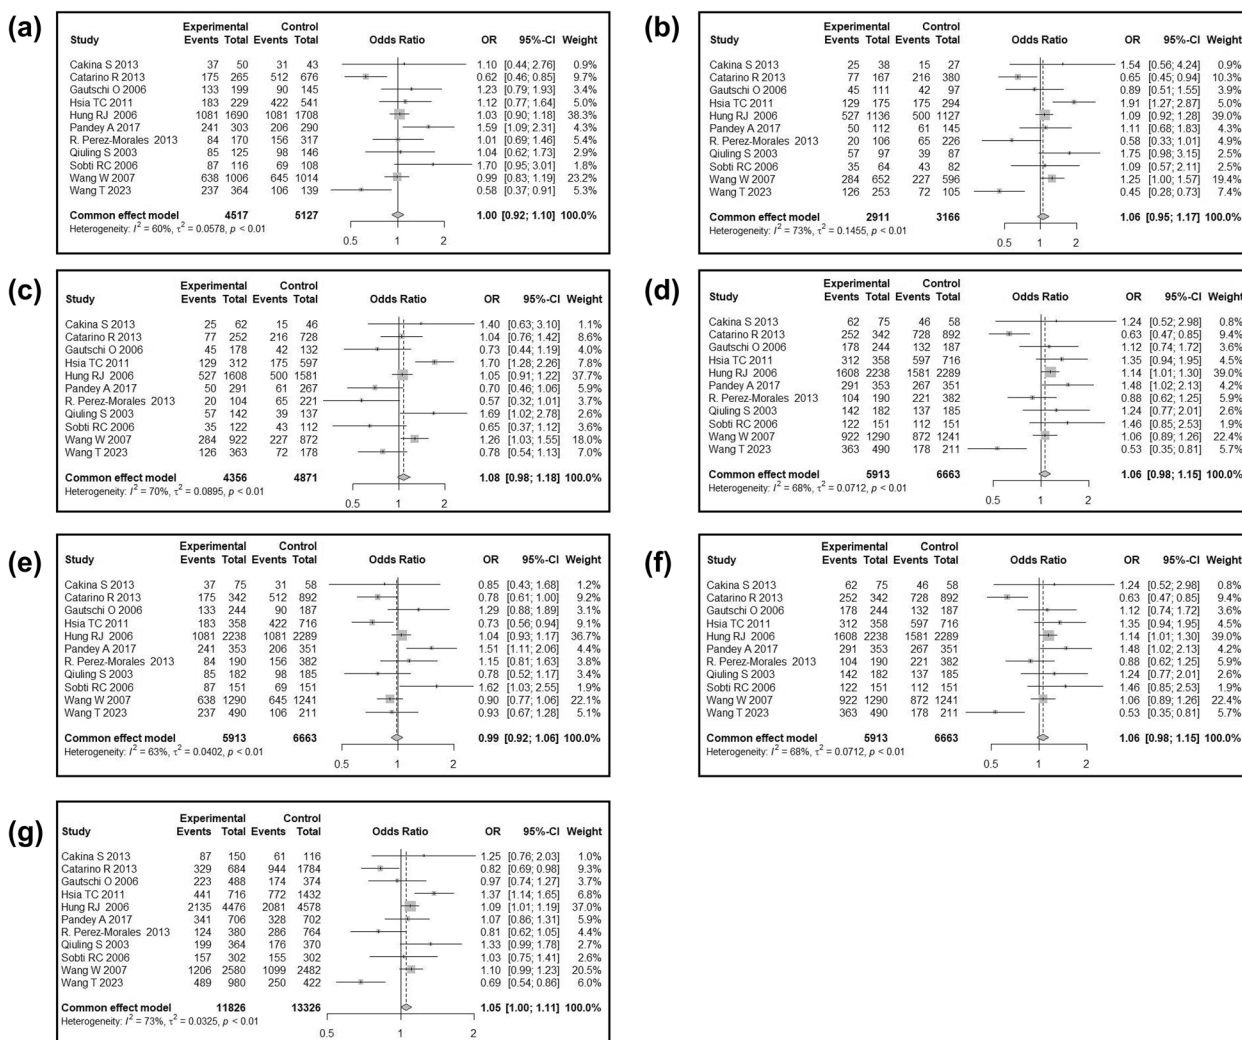 (a)
Experimental Control
Study Events Total Events Total Odds Ratio OR 95%-CI Weight
Cakina S 2013 37 50 31 43 1.10 [0.44; 2.76] 0.9%
Catarino R 2013 175 265 512 676 0.62 [0.46; 0.85] 9.7%
Gautschi O 2006 133 199 90 145 1.23 [0.79; 1.93] 3.4%
Hsia TC 2011 183 229 422 541 1.12 [0.77; 1.64] 5.0%
Hung RJ 2006 1081 1690 1081 1708 1.03 [0.90; 1.18] 38.3%
Pandey A 2017 241 303 206 290 1.59 [1.09; 2.31] 4.3%
R. Perez-Morales 2013 84 170 156 317 1.01 [0.69; 1.46] 5.4%
Qiuling S 2003 85 125 98 146 1.04 [0.62; 1.73] 2.9%
Sobti RC 2006 87 116 69 108 1.70 [0.95; 3.01] 1.8%
Wang W 2007 638 1006 645 1014 0.99 [0.83; 1.19] 23.2%
Wang T 2023 237 364 106 139 0.58 [0.37; 0.91] 5.3%
Common effect model 4517 5127 1.00 [0.92; 1.10] 100.0%
Heterogeneity: I² = 60%, τ² = 0.0578, p < 0.01
0.5 1 2
(b)
Experimental Control
Study Events Total Events Total Odds Ratio OR 95%-CI Weight
Cakina S 2013 25 38 15 27 1.54 [0.56; 4.24] 0.9%
Catarino R 2013 77 167 216 380 0.65 [0.45; 0.94] 10.3%
Gautschi O 2006 45 111 42 97 0.89 [0.51; 1.55] 4.3%
Hsia TC 2011 129 175 175 294 1.91 [1.27; 2.87] 5.3%
Hung RJ 2006 527 1136 500 1127 1.09 [0.92; 1.28] 39.0%
Pandey A 2017 50 112 61 145 1.11 [0.68; 1.83] 4.2%
R. Perez-Morales 2013 20 106 65 226 0.58 [0.33; 1.01] 4.9%
Qiuling S 2003 57 97 39 87 1.75 [0.98; 3.15] 2.4%
Sobti RC 2006 35 64 43 82 1.09 [0.57; 2.11] 2.5%
Wang W 2007 284 652 227 596 1.25 [1.00; 1.57] 19.4%
Wang T 2023 126 253 72 105 0.45 [0.28; 0.73] 7.4%
Common effect model 2911 3166 1.06 [0.95; 1.17] 100.0%
Heterogeneity: I² = 73%, τ² = 0.1455, p < 0.01
0.5 1 2
(c)
Experimental Control
Study Events Total Events Total Odds Ratio OR 95%-CI Weight
Cakina S 2013 25 62 15 46 1.40 [0.63; 3.10] 1.1%
Catarino R 2013 77 252 216 728 1.04 [0.76; 1.42] 8.6%
Gautschi O 2006 45 178 42 132 0.73 [0.44; 1.19] 4.2%
Hsia TC 2011 129 312 175 597 1.70 [1.28; 2.26] 7.8%
Hung RJ 2006 527 1608 500 1581 1.05 [0.91; 1.22] 37.7%
Pandey A 2017 50 291 61 267 0.70 [0.46; 1.06] 5.7%
R. Perez-Morales 2013 20 104 65 221 0.57 [0.32; 1.01] 3.7%
Qiuling S 2003 57 142 39 137 1.69 [1.02; 2.78] 2.6%
Sobti RC 2006 35 122 43 112 0.65 [0.37; 1.12] 3.5%
Wang W 2007 284 922 227 872 1.26 [1.03; 1.55] 18.0%
Wang T 2023 126 363 72 178 0.78 [0.54; 1.13] 7.0%
Common effect model 4356 4871 1.08 [0.98; 1.18] 100.0%
Heterogeneity: I² = 70%, τ² = 0.0895, p < 0.01
0.5 1 2
(d)
Experimental Control
Study Events Total Events Total Odds Ratio OR 95%-CI Weight
Cakina S 2013 62 75 46 58 1.24 [0.52; 2.98] 0.8%
Catarino R 2013 252 342 728 892 0.63 [0.47; 0.85] 9.4%
Gautschi O 2006 178 244 132 187 1.12 [0.74; 1.72] 3.6%
Hsia TC 2011 312 358 597 716 1.35 [0.94; 1.95] 4.5%
Hung RJ 2006 1608 2238 1581 2289 1.14 [1.01; 1.30] 39.0%
Pandey A 2017 291 353 267 351 1.48 [1.02; 2.13] 4.2%
R. Perez-Morales 2013 104 190 221 382 0.88 [0.62; 1.25] 5.9%
Qiuling S 2003 142 182 137 185 1.24 [0.77; 2.01] 2.6%
Sobti RC 2006 122 151 112 151 1.46 [0.85; 2.53] 1.9%
Wang W 2007 922 1290 872 1241 1.06 [0.89; 1.26] 22.4%
Wang T 2023 363 490 178 211 0.53 [0.35; 0.81] 5.7%
Common effect model 5913 6663 1.06 [0.98; 1.15] 100.0%
Heterogeneity: I² = 68%, τ² = 0.0712, p < 0.01
0.5 1 2
(e)
Experimental Control
Study Events Total Events Total Odds Ratio OR 95%-CI Weight
Cakina S 2013 37 75 31 58 0.85 [0.43; 1.68] 1.2%
Catarino R 2013 175 342 512 892 0.78 [0.61; 1.00] 9.2%
Gautschi O 2006 133 244 90 187 1.29 [0.88; 1.89] 3.1%
Hsia TC 2011 183 358 422 716 0.73 [0.56; 0.94] 9.1%
Hung RJ 2006 1081 2238 1081 2289 1.04 [0.93; 1.17] 36.7%
Pandey A 2017 241 353 206 351 1.51 [1.11; 2.06] 4.4%
R. Perez-Morales 2013 84 190 156 382 1.15 [0.81; 1.63] 3.9%
Qiuling S 2003 85 182 98 185 0.78 [0.52; 1.17] 3.4%
Sobti RC 2006 87 151 69 151 1.62 [1.03; 2.55] 1.9%
Wang W 2007 638 1290 645 1241 0.90 [0.77; 1.06] 22.1%
Wang T 2023 237 490 106 211 0.93 [0.67; 1.28] 5.1%
Common effect model 5913 6663 0.99 [0.92; 1.06] 100.0%
Heterogeneity: I² = 63%, τ² = 0.0402, p < 0.01
0.5 1 2
(f)
Experimental Control
Study Events Total Events Total Odds Ratio OR 95%-CI Weight
Cakina S 2013 62 75 46 58 1.24 [0.52; 2.98] 0.8%
Catarino R 2013 252 342 728 892 0.63 [0.47; 0.85] 9.4%
Gautschi O 2006 178 244 132 187 1.12 [0.74; 1.72] 3.6%
Hsia TC 2011 312 358 597 716 1.35 [0.94; 1.95] 4.5%
Hung RJ 2006 1608 2238 1581 2289 1.14 [1.01; 1.30] 39.0%
Pandey A 2017 291 353 267 351 1.48 [1.02; 2.13] 4.2%
R. Perez-Morales 2013 104 190 221 382 0.88 [0.62; 1.25] 5.9%
Qiuling S 2003 142 182 137 185 1.24 [0.77; 2.01] 2.6%
Sobti RC 2006 122 151 112 151 1.46 [0.85; 2.53] 1.9%
Wang W 2007 922 1290 872 1241 1.06 [0.89; 1.26] 22.4%
Wang T 2023 363 490 178 211 0.53 [0.35; 0.81] 5.7%
Common effect model 5913 6663 1.06 [0.98; 1.15] 100.0%
Heterogeneity: I² = 68%, τ² = 0.0712, p < 0.01
0.5 1 2
(g)
Experimental Control
Study Events Total Events Total Odds Ratio OR 95%-CI Weight
Cakina S 2013 87 150 61 116 1.25 [0.76; 2.03] 1.0%
Catarino R 2013 329 684 944 1784 0.82 [0.69; 0.98] 9.3%
Gautschi O 2006 223 488 174 374 0.97 [0.74; 1.27] 3.7%
Hsia TC 2011 441 716 772 1432 1.37 [1.14; 1.65] 6.8%
Hung RJ 2006 2135 4476 2081 4578 1.09 [1.01; 1.19] 37.0%
Pandey A 2017 341 706 328 702 1.07 [0.86; 1.31] 5.9%
R. Perez-Morales 2013 124 380 286 764 0.81 [0.62; 1.05] 4.4%
Qiuling S 2003 199 364 176 370 1.33 [0.99; 1.78] 2.7%
Sobti RC 2006 157 302 155 302 1.03 [0.75; 1.41] 2.6%
Wang W 2007 1206 2580 1099 2482 1.10 [0.99; 1.23] 20.5%
Wang T 2023 489 980 250 422 0.69 [0.54; 0.86] 6.0%
Common effect model 11826 13326 1.05 [1.00; 1.11] 100.0%
Heterogeneity: I² = 73%, τ² = 0.0325, p < 0.01
0.5 1 2